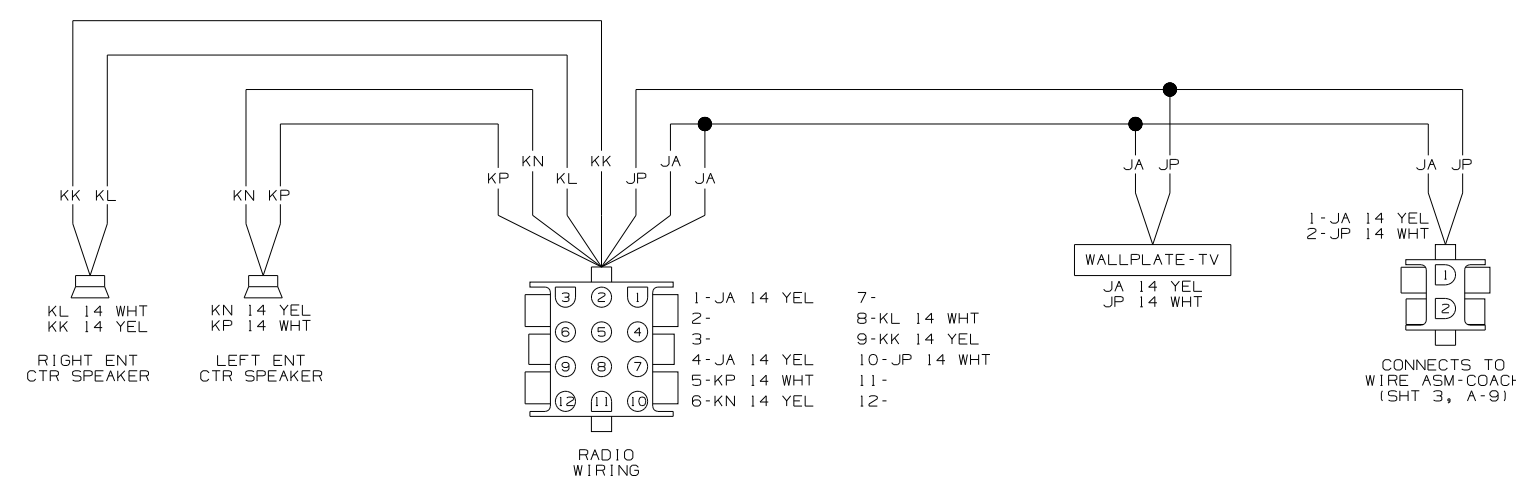 KK
KN
JA
KP
KL
JP
JA
JA JP
JA JP
KK KL
KN KP
1-JA 14 YEL
2-JP 14 WHT
WALLPLATE-TV
JA 14 YEL
JP 14 WHT
1
2
KL 14 WHT
KK 14 YEL
KN 14 YEL
KP 14 WHT
RIGHT ENT
CTR SPEAKER
LEFT ENT
CTR SPEAKER
3 2 1
6 5 4
9 8 7
12 11 10
1-JA 14 YEL
2-
3-
4-JA 14 YEL
5-KP 14 WHT
6-KN 14 YEL
7-
8-KL 14 WHT
9-KK 14 YEL
10-JP 14 WHT
11-
12-
RADIO
WIRING
CONNECTS TO
WIRE ASM-COACH
(SHT 3, A-9)